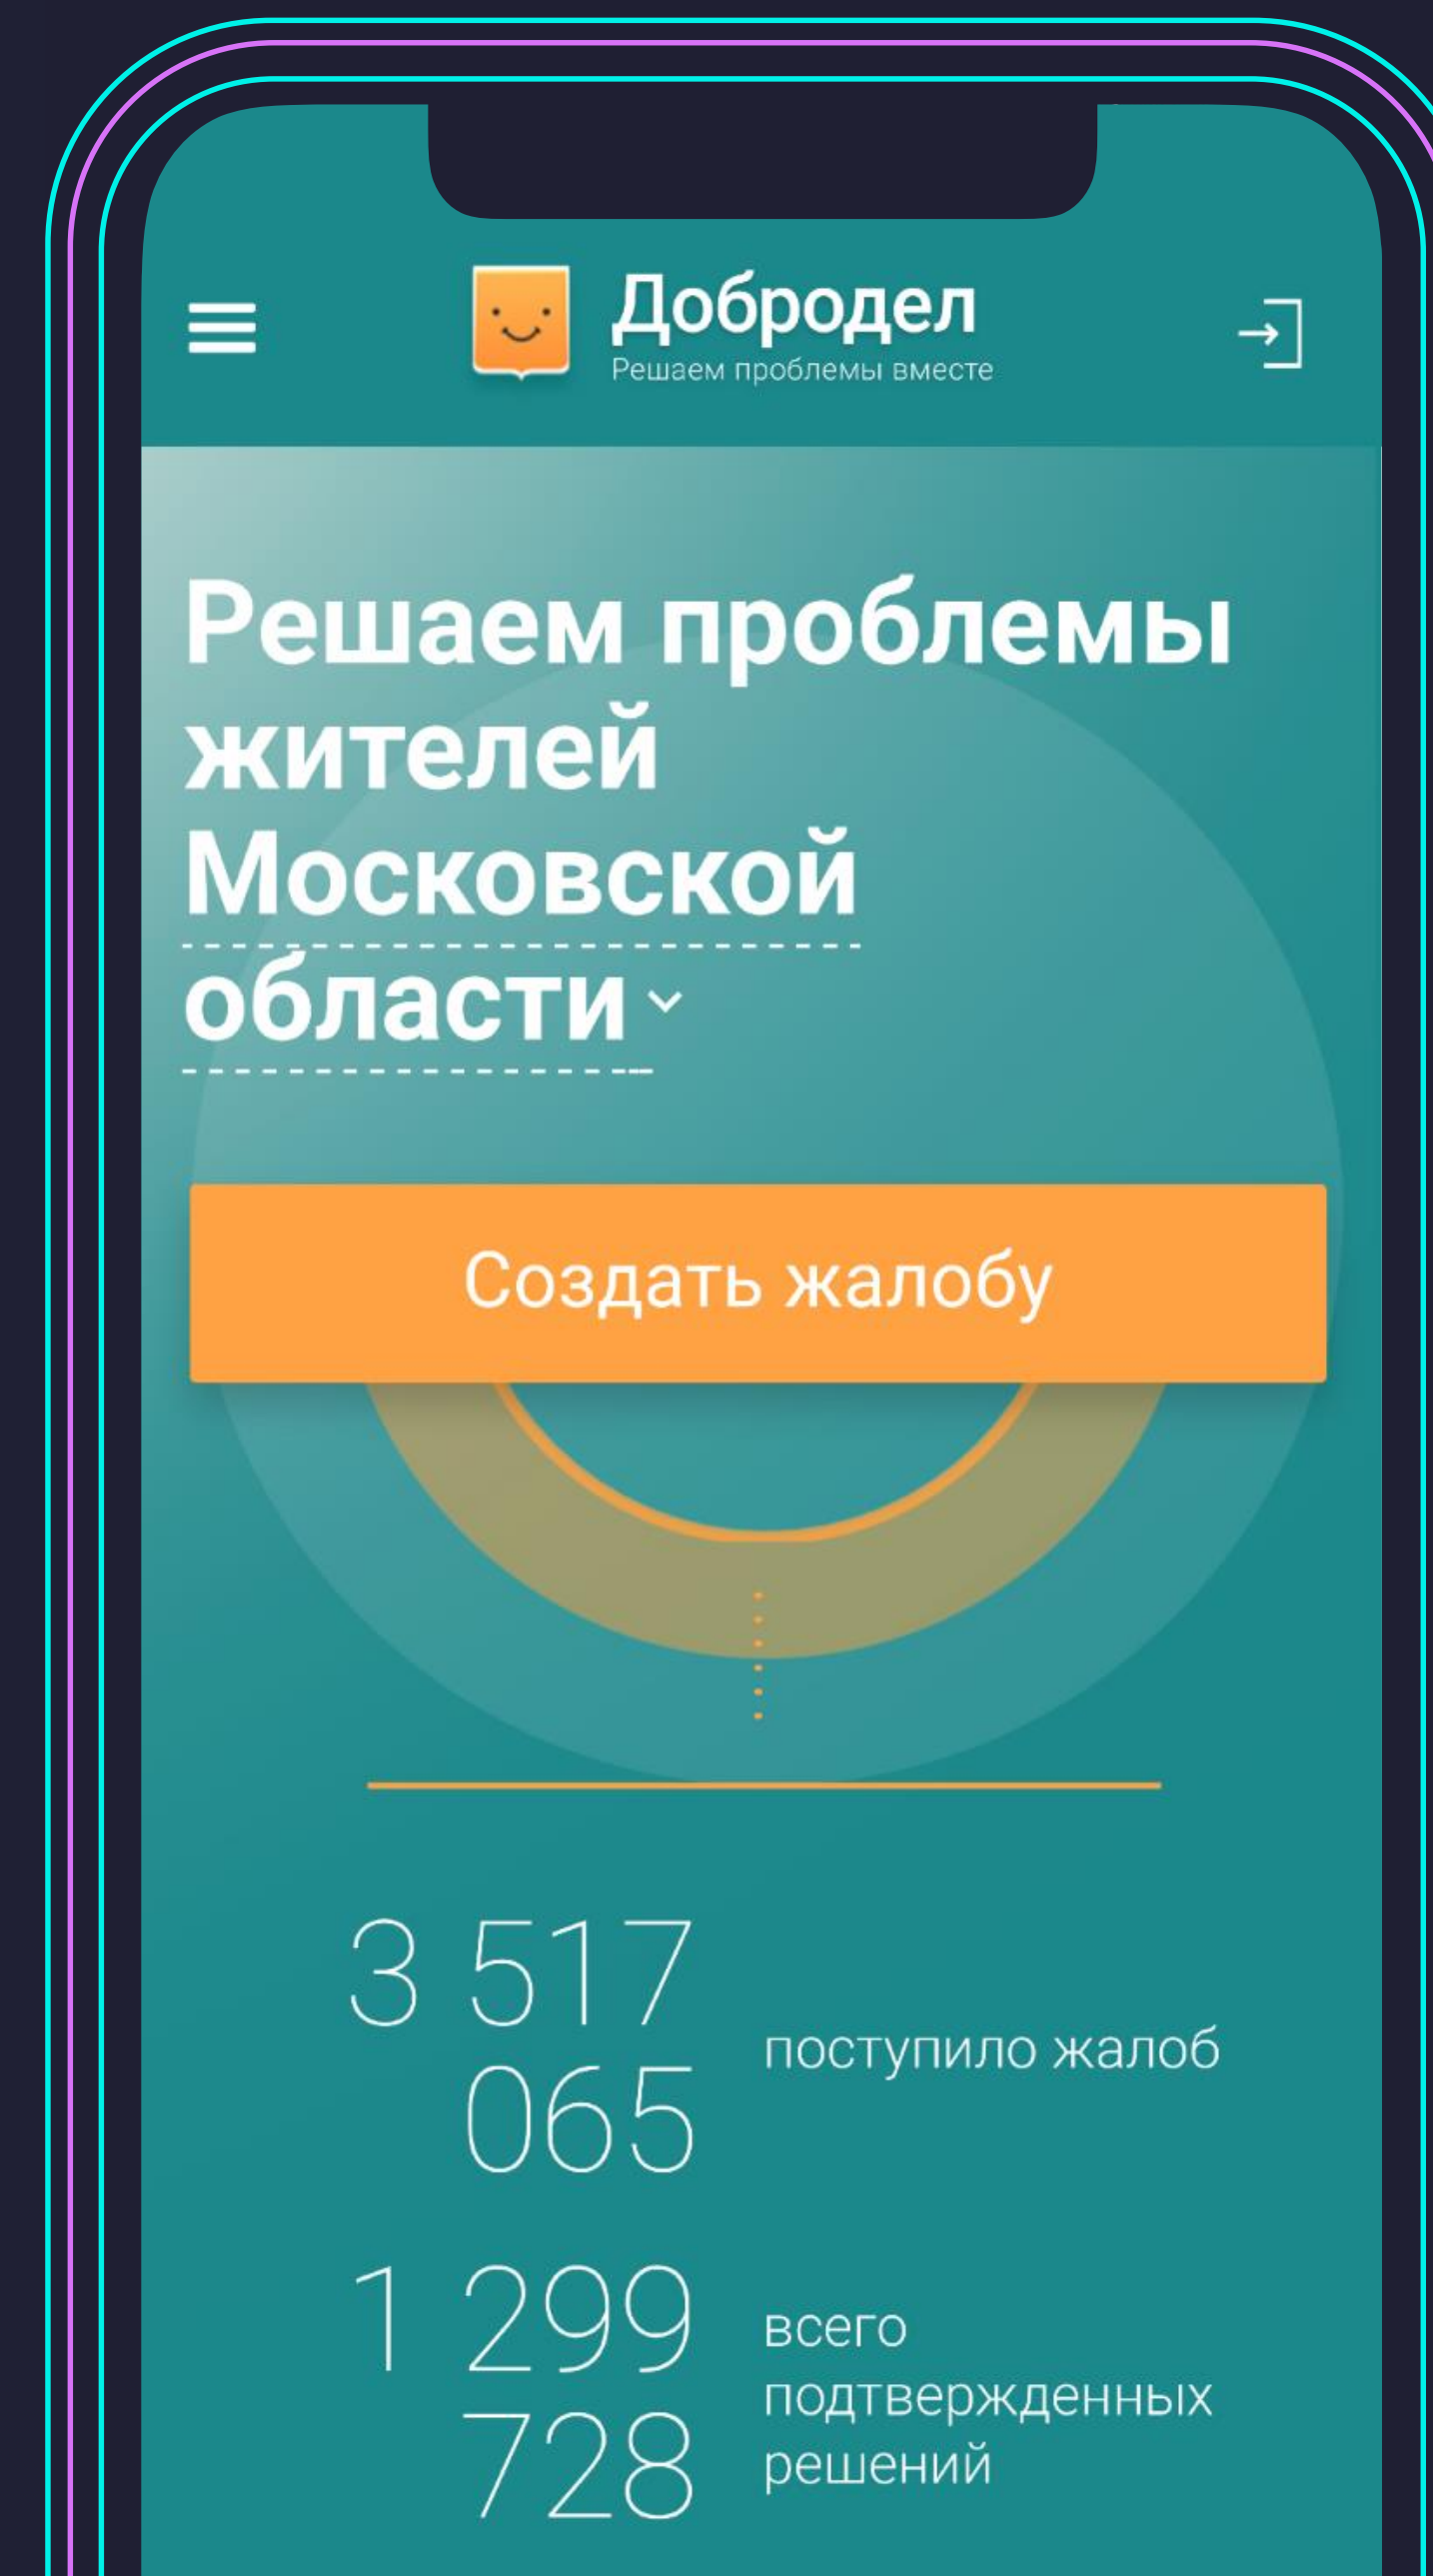 Добродел
Решаем проблемы вместе
Решаем проблемы
жителей
Московской
области
Создать жалобу
3 517
065
поступило жалоб
1 299
728
всего
подтвержденных
решений